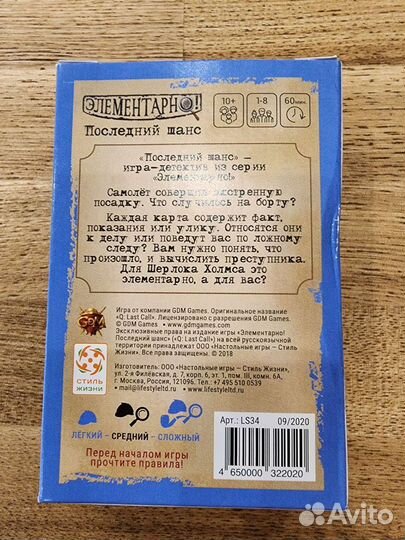 ЭЛЕМЕНТАРНО!
Последний шанс
10+
1-8
60мин
«Последний шанс» —
игра-детектив из серии
«Элементарно!»
Самолёт совершил экстренную
посадку. Что случилось на борту?
Каждая карта содержит факт,
показания или улику. Относятся они
к делу или поведут вас по ложному
следу? Вам нужно понять, что
произошло, и вычислить преступника.
Для Шерлока Холмса это
элементарно, а для вас?
GDM
Игра от компании GDM Games. Оригинальное название
«Q: Last Call». Лицензировано с разрешения GDM Games.
© GDM Games — www.gdmgames.com
Эксклюзивные права на издание игры «Элементарно!
Последний шанс» («Q: Last Call») на всей русскоязычной
территории принадлежат ООО «Настольные игры — Стиль
Жизни». Все права защищены. © 2018
СТИЛЬ
ЖИЗНИ
Изготовитель: ООО «Настольные игры — Стиль Жизни»,
ул. 2-я Филёвская, д. 7, корп. 6, эт. 1, пом. III, комн. 6А,
г. Москва, Россия, 121096. Тел.: +7 495 510 0539
mail@lifestyleltd.ru • www.lifestyleltd.ru
ЛЁГКИЙ – СРЕДНИЙ – СЛОЖНЫЙ
Перед началом игры
прочтите правила!
Арт.: LS34
09/2020
4 650000 322020
Avito